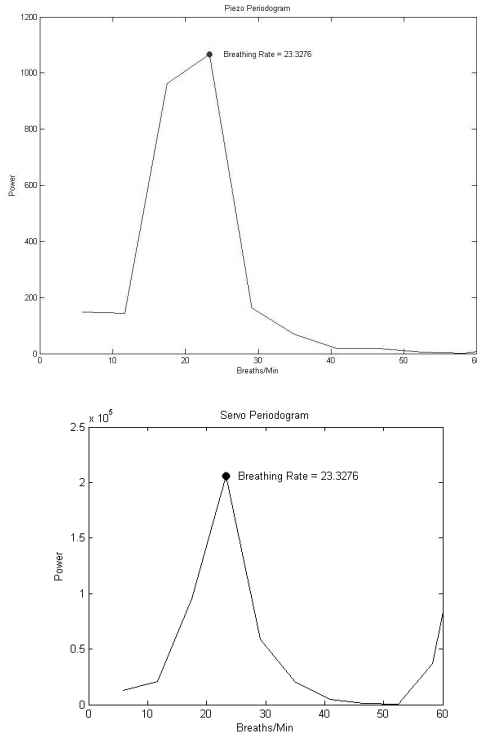 Piezo Periodogram
1200
1000
800
600
400
200
0
Power
Breathing Rate = 23.3276
0 10 20 30 40 50 60
Breaths/Min
Servo Periodogram
x 10^5
2.5
2
1.5
1
0.5
0
Power
Breathing Rate = 23.3276
0 10 20 30 40 50 60
Breaths/Min